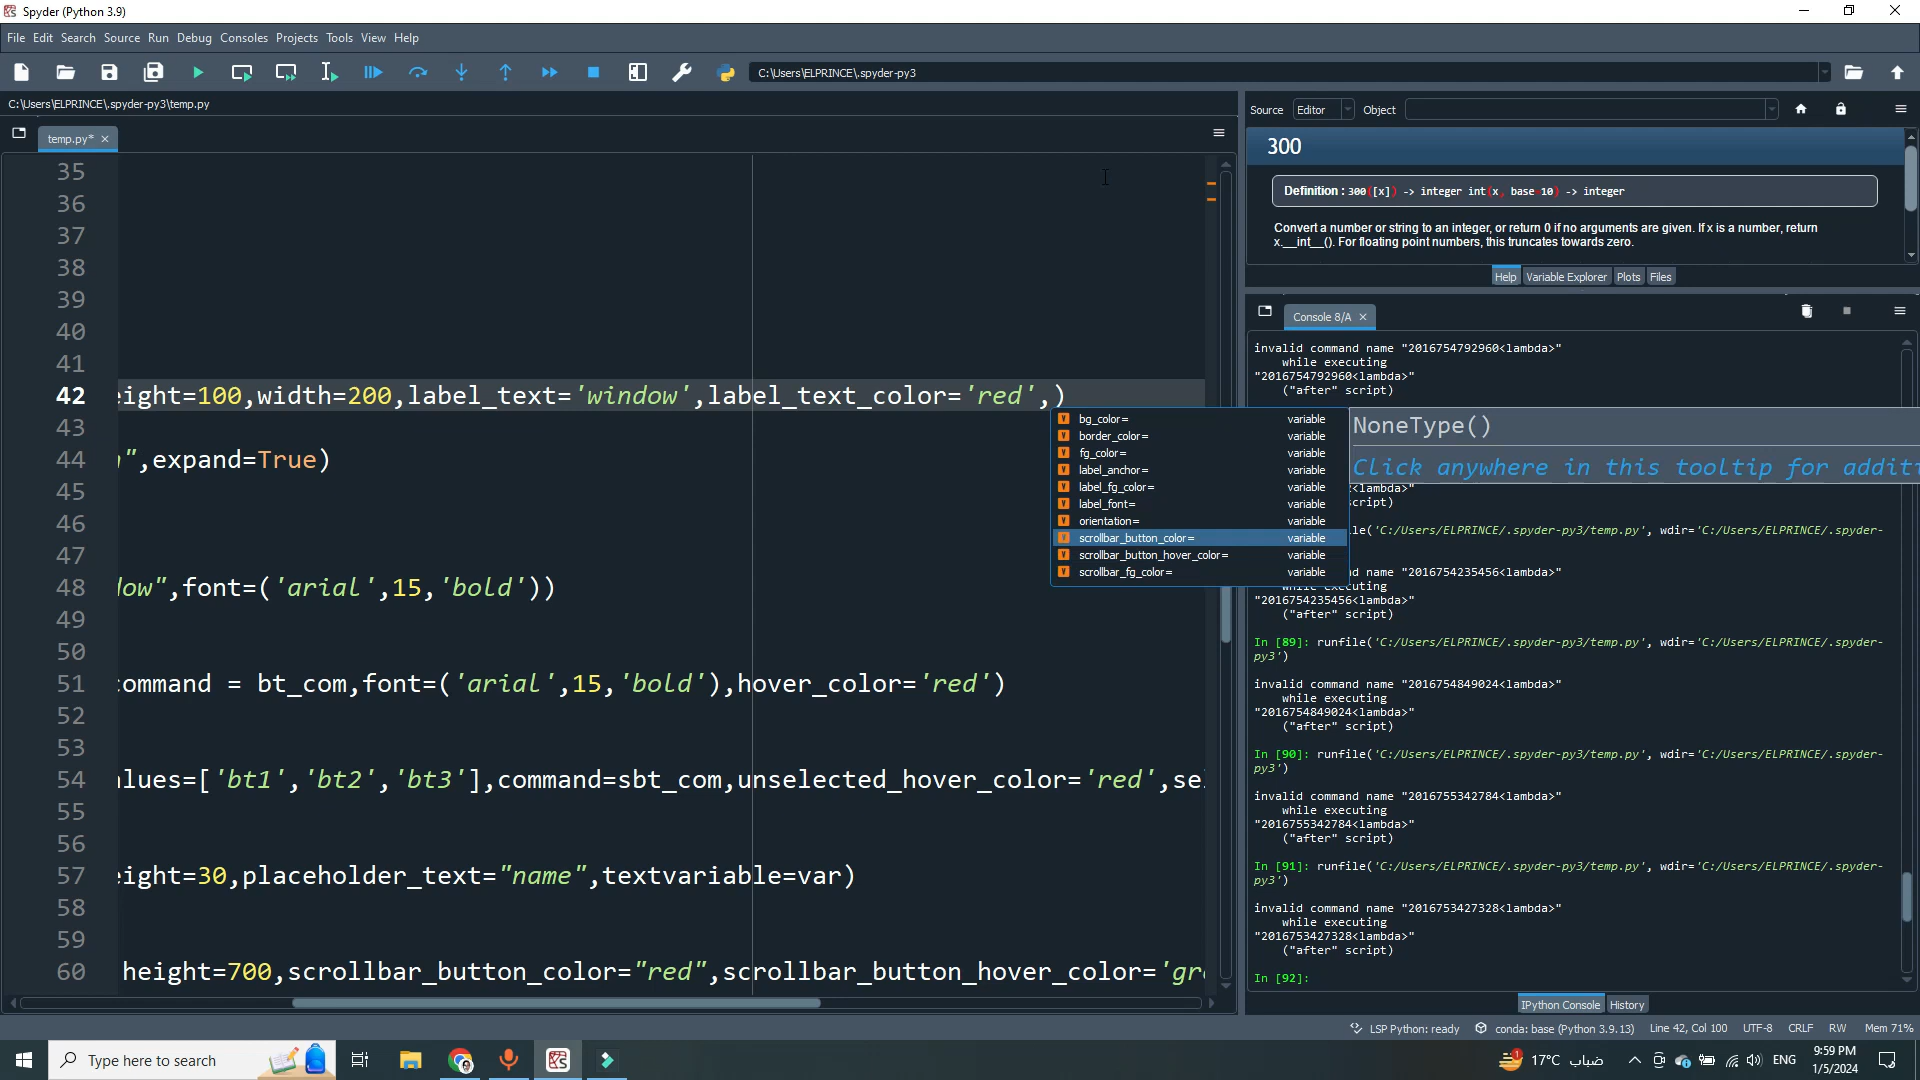 Spyder (Python 3.9)
File Edit Search Source Run Debug Consoles Projects Tools View Help
C:\Users\ELPRINCE\.spyder-py3
C:\Users\ELPRINCE\.spyder-py3\temp.py
temp.py*
35
36
37
38
39
40
41
42 eight=100,width=200,label_text='window',label_text_color='red',)
43
44 ",expand=True)
45
46
47
48 dow",font=('arial',15,'bold'))
49
50
51 command = bt_com,font=('arial',15,'bold'),hover_color='red')
52
53
54 alues=['bt1','bt2','bt3'],command=sbt_com,unselected_hover_color='red',se
55
56
57 eight=30,placeholder_text="name",textvariable=var)
58
59
60 height=700,scrollbar_button_color="red",scrollbar_button_hover_color='gr
bg_color= variable
border_color= variable
fg_color= variable
label_anchor= variable
label_fg_color= variable
label_font= variable
orientation= variable
scrollbar_button_color= variable
scrollbar_button_hover_color= variable
scrollbar_fg_color= variable
NoneType()
Click anywhere in this tooltip for additi
Source Editor Object
300
Definition : 300([x]) -> integer int(x, base=10) -> integer
Convert a number or string to an integer, or return 0 if no arguments are given. If x is a number, return
x.__int__(). For floating point numbers, this truncates towards zero.
Help Variable Explorer Plots Files
Console 8/A
invalid command name "2016754792960<lambda>"
while executing
"2016754792960<lambda>"
("after" script)
<lambda>"
script)
le('C:/Users/ELPRINCE/.spyder-py3/temp.py', wdir='C:/Users/ELPRINCE/.spyder-
nd name "2016754235456<lambda>"
while executing
"2016754235456<lambda>"
("after" script)
In [89]: runfile('C:/Users/ELPRINCE/.spyder-py3/temp.py', wdir='C:/Users/ELPRINCE/.spyder-
py3')
invalid command name "2016754849024<lambda>"
while executing
"2016754849024<lambda>"
("after" script)
In [90]: runfile('C:/Users/ELPRINCE/.spyder-py3/temp.py', wdir='C:/Users/ELPRINCE/.spyder-
py3')
invalid command name "2016755342784<lambda>"
while executing
"2016755342784<lambda>"
("after" script)
In [91]: runfile('C:/Users/ELPRINCE/.spyder-py3/temp.py', wdir='C:/Users/ELPRINCE/.spyder-
py3')
invalid command name "2016753427328<lambda>"
while executing
"2016753427328<lambda>"
("after" script)
In [92]:
IPython Console History
LSP Python: ready conda: base (Python 3.9.13) Line 42, Col 100 UTF-8 CRLF RW Mem 71%
Type here to search
1 17°C ضباب ENG 9:59 PM
1/5/2024